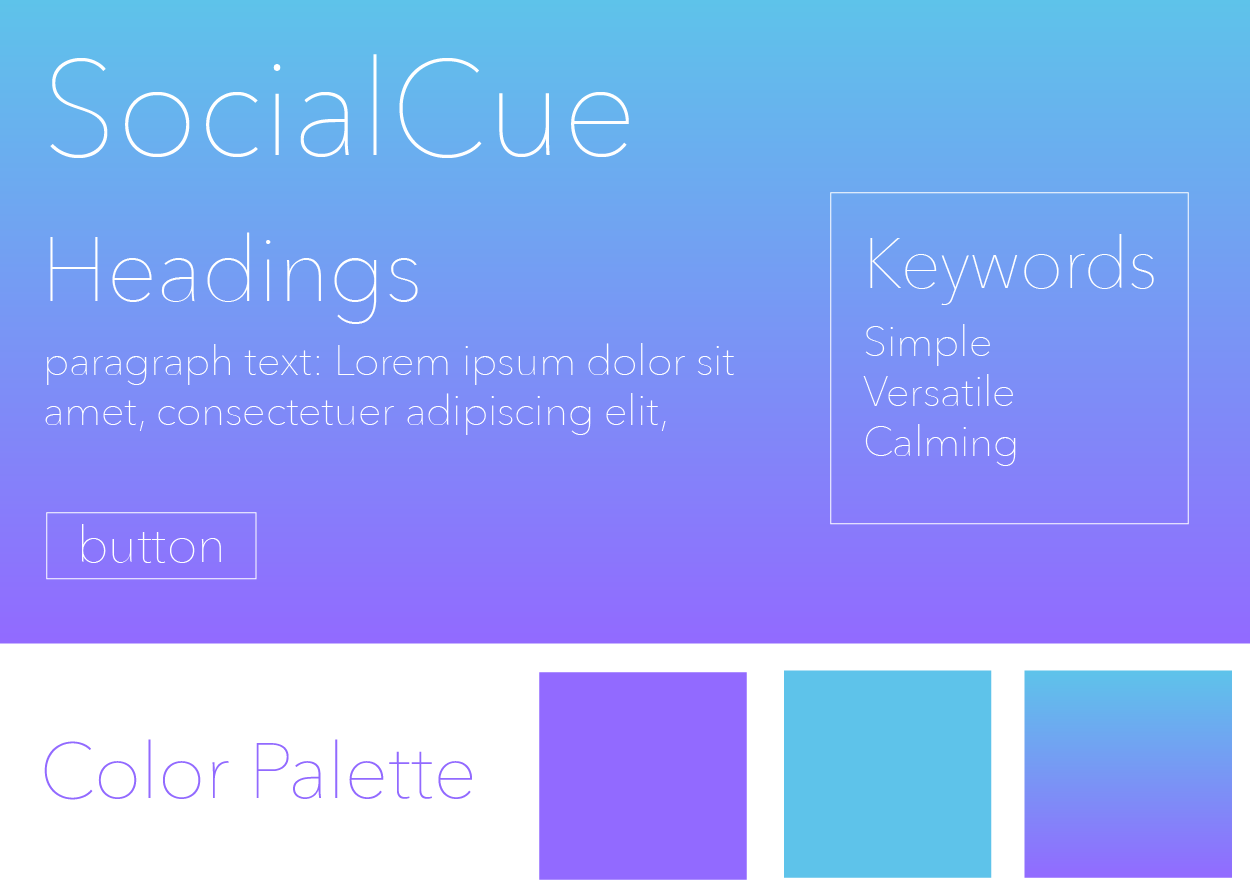 SocialCue
Headings
paragraph text: Lorem ipsum dolor sit
amet, consectetuer adipiscing elit,
button
Keywords
Simple
Versatile
Calming
Color Palette